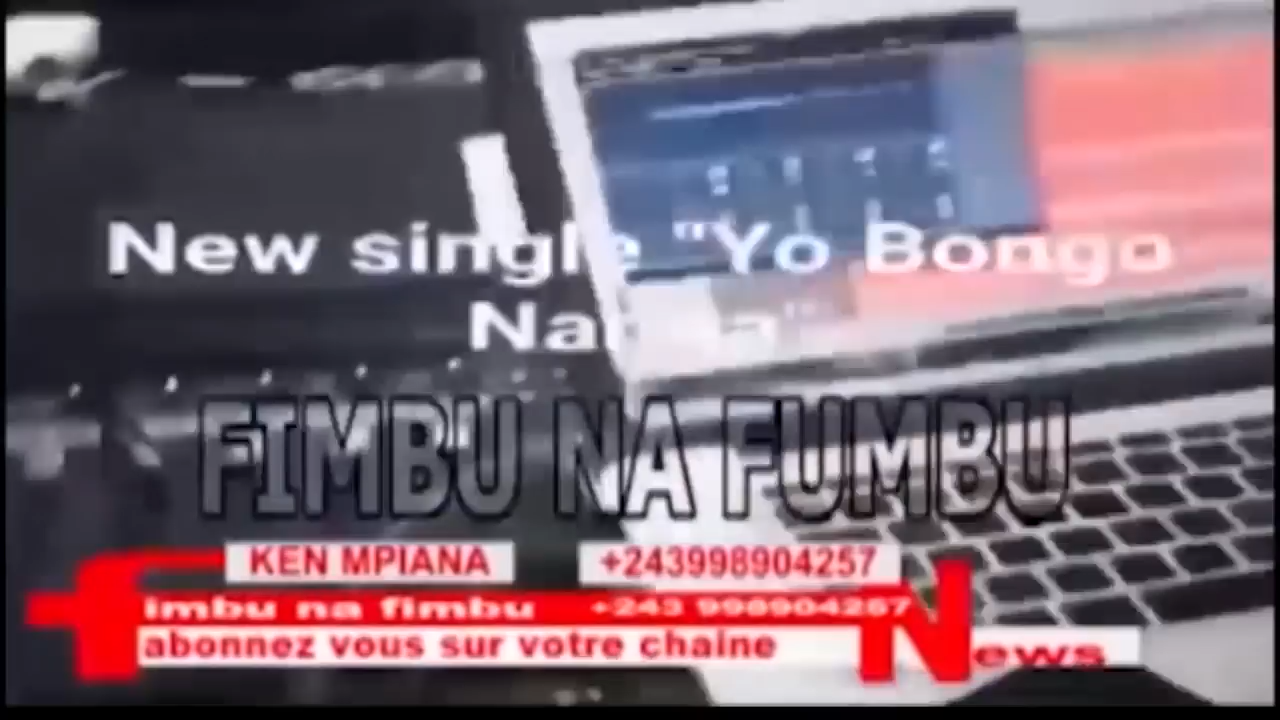 New single "Yo Bongo
FIMBU NA FUMBU
KEN MPIANA
+243998904257
fimbu na fimbu
+243 998904257
abonnez vous sur votre chaine
News